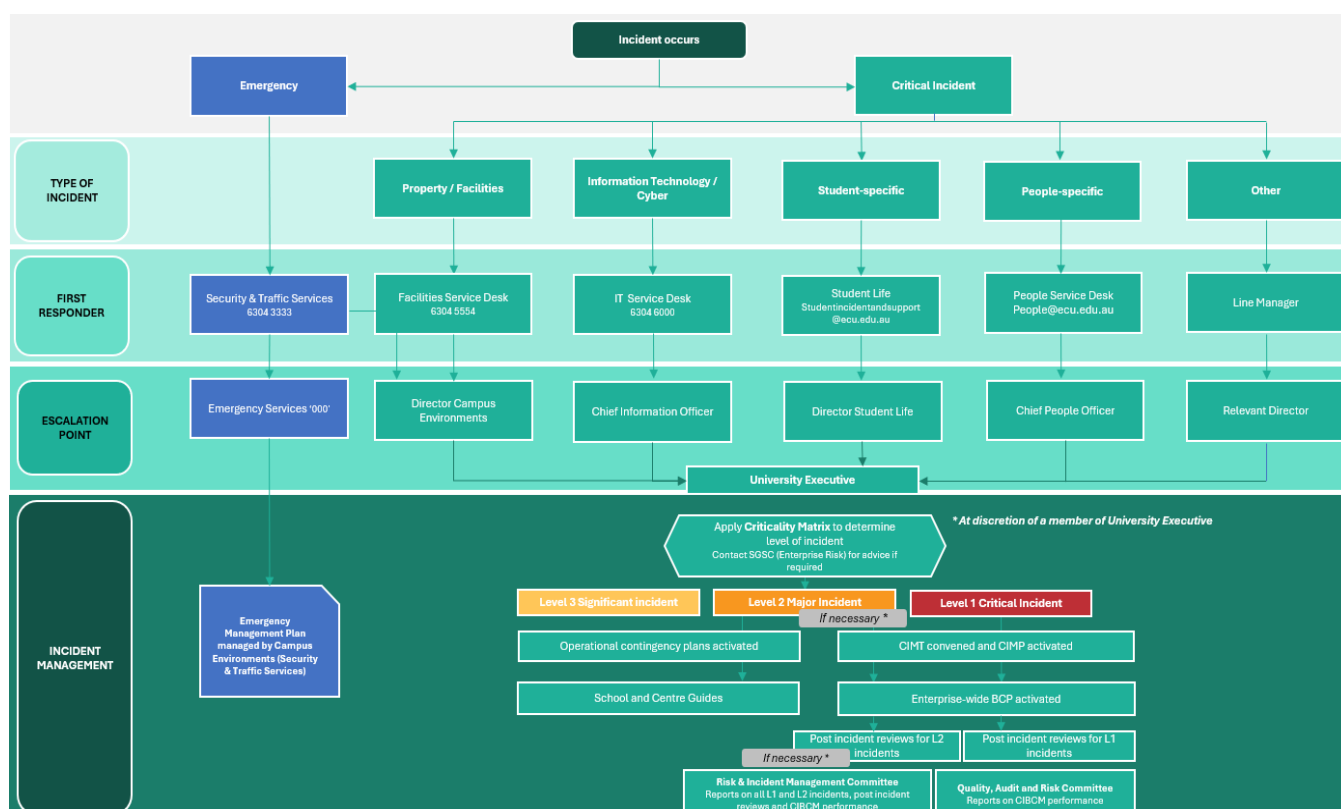 Incident occurs
Emergency
Critical Incident
TYPE OF
INCIDENT
Property / Facilities
Information Technology /
Cyber
Student-specific
People-specific
Other
FIRST
RESPONDER
Security & Traffic Services
6304 3333
Facilities Service Desk
6304 5554
IT Service Desk
6304 6000
Student Life
Studentincidentandsupport
@ecu.edu.au
People Service Desk
People@ecu.edu.au
Line Manager
ESCALATION
POINT
Emergency Services '000'
Director Campus
Environments
Chief Information Officer
Director Student Life
Chief People Officer
Relevant Director
University Executive
INCIDENT
MANAGEMENT
Apply Criticality Matrix to determine
level of incident
Contact SGSC (Enterprise Risk) for advice if
required
* At discretion of a member of University Executive
Emergency
Management Plan
managed by Campus
Environments (Security
& Traffic Services)
Level 3 Significant incident
Level 2 Major Incident
Level 1 Critical Incident
If necessary *
Operational contingency plans activated
CIMT convened and CIMP activated
School and Centre Guides
Enterprise-wide BCP activated
Post incident reviews for L2
incidents
Post incident reviews for L1
incidents
If necessary *
Risk & Incident Management Committee
Reports on all L1 and L2 incidents, post incident
reviews and CIBCM performance
Quality, Audit and Risk Committee
Reports on CIBCM performance